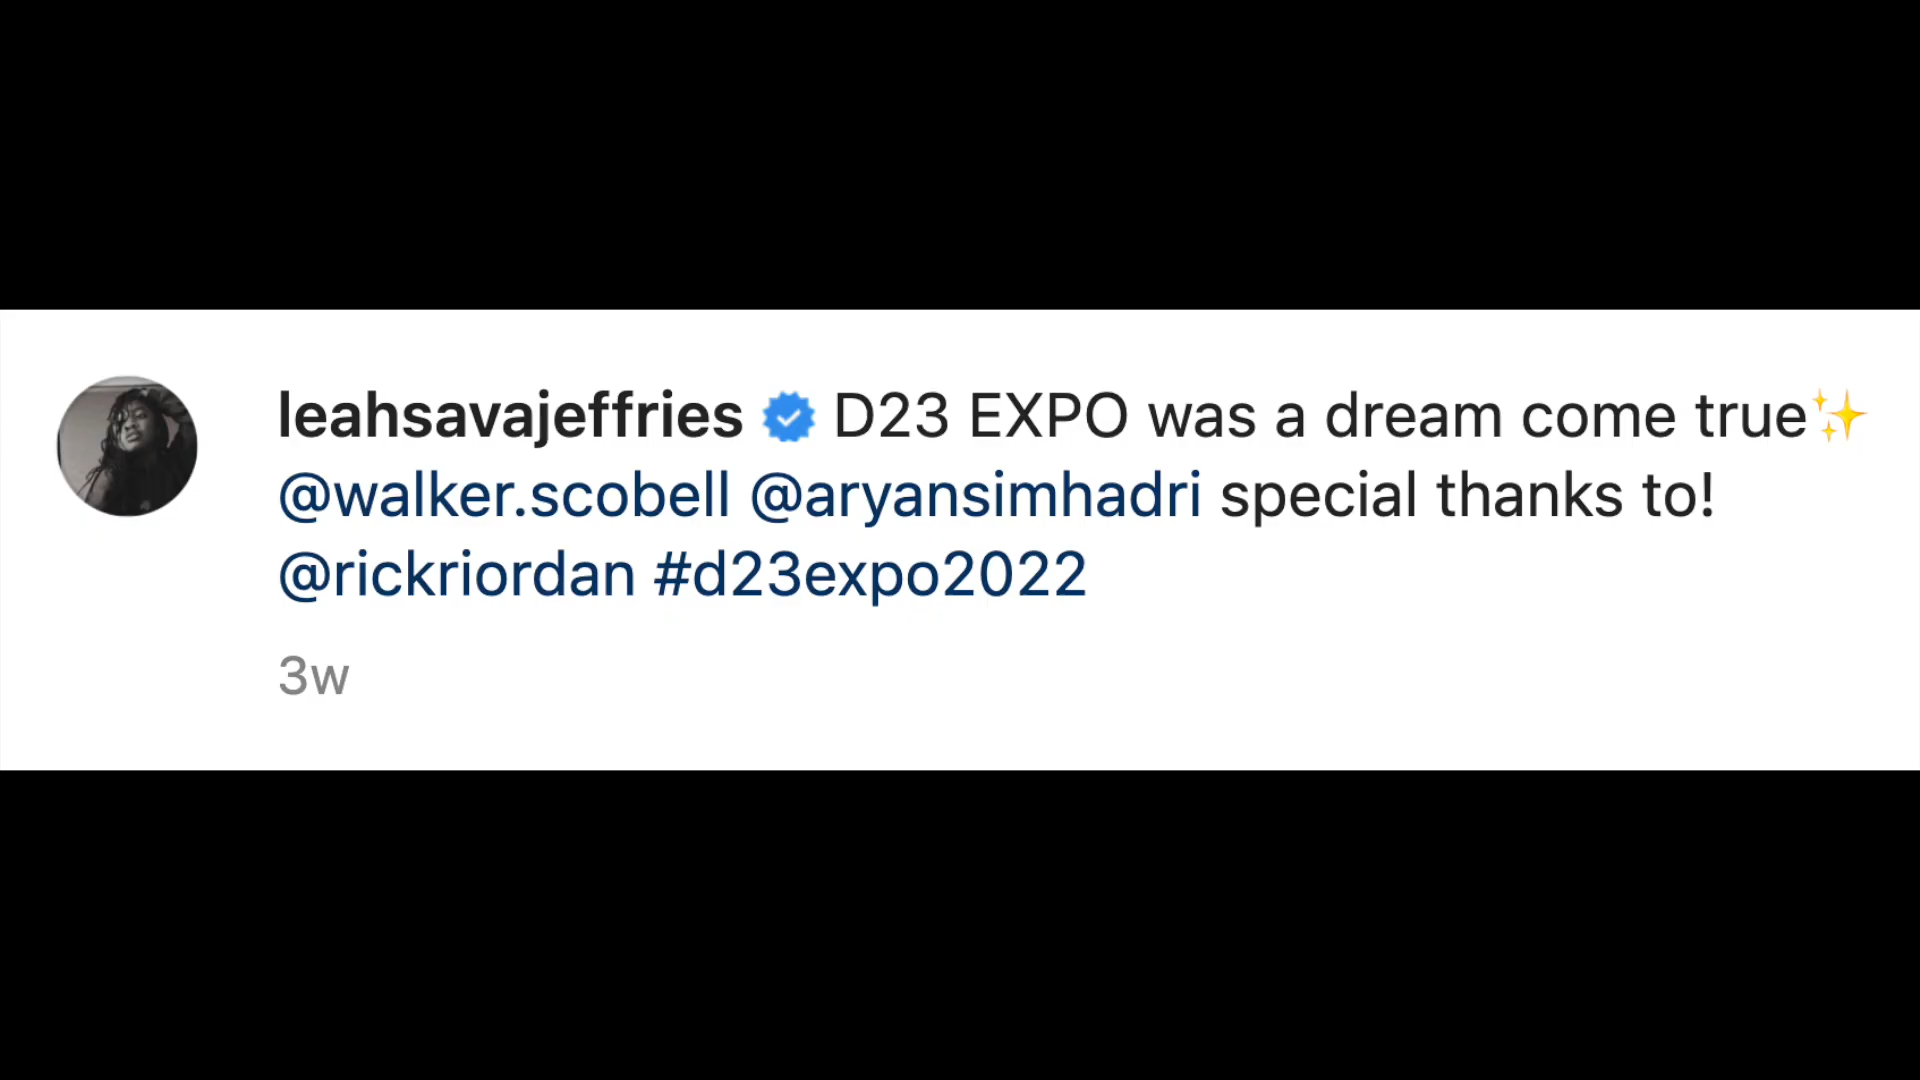 leahsavajeffries D23 EXPO was a dream come true✨
@walker.scobell @aryansimhadri special thanks to!
@rickriordan #d23expo2022
3w